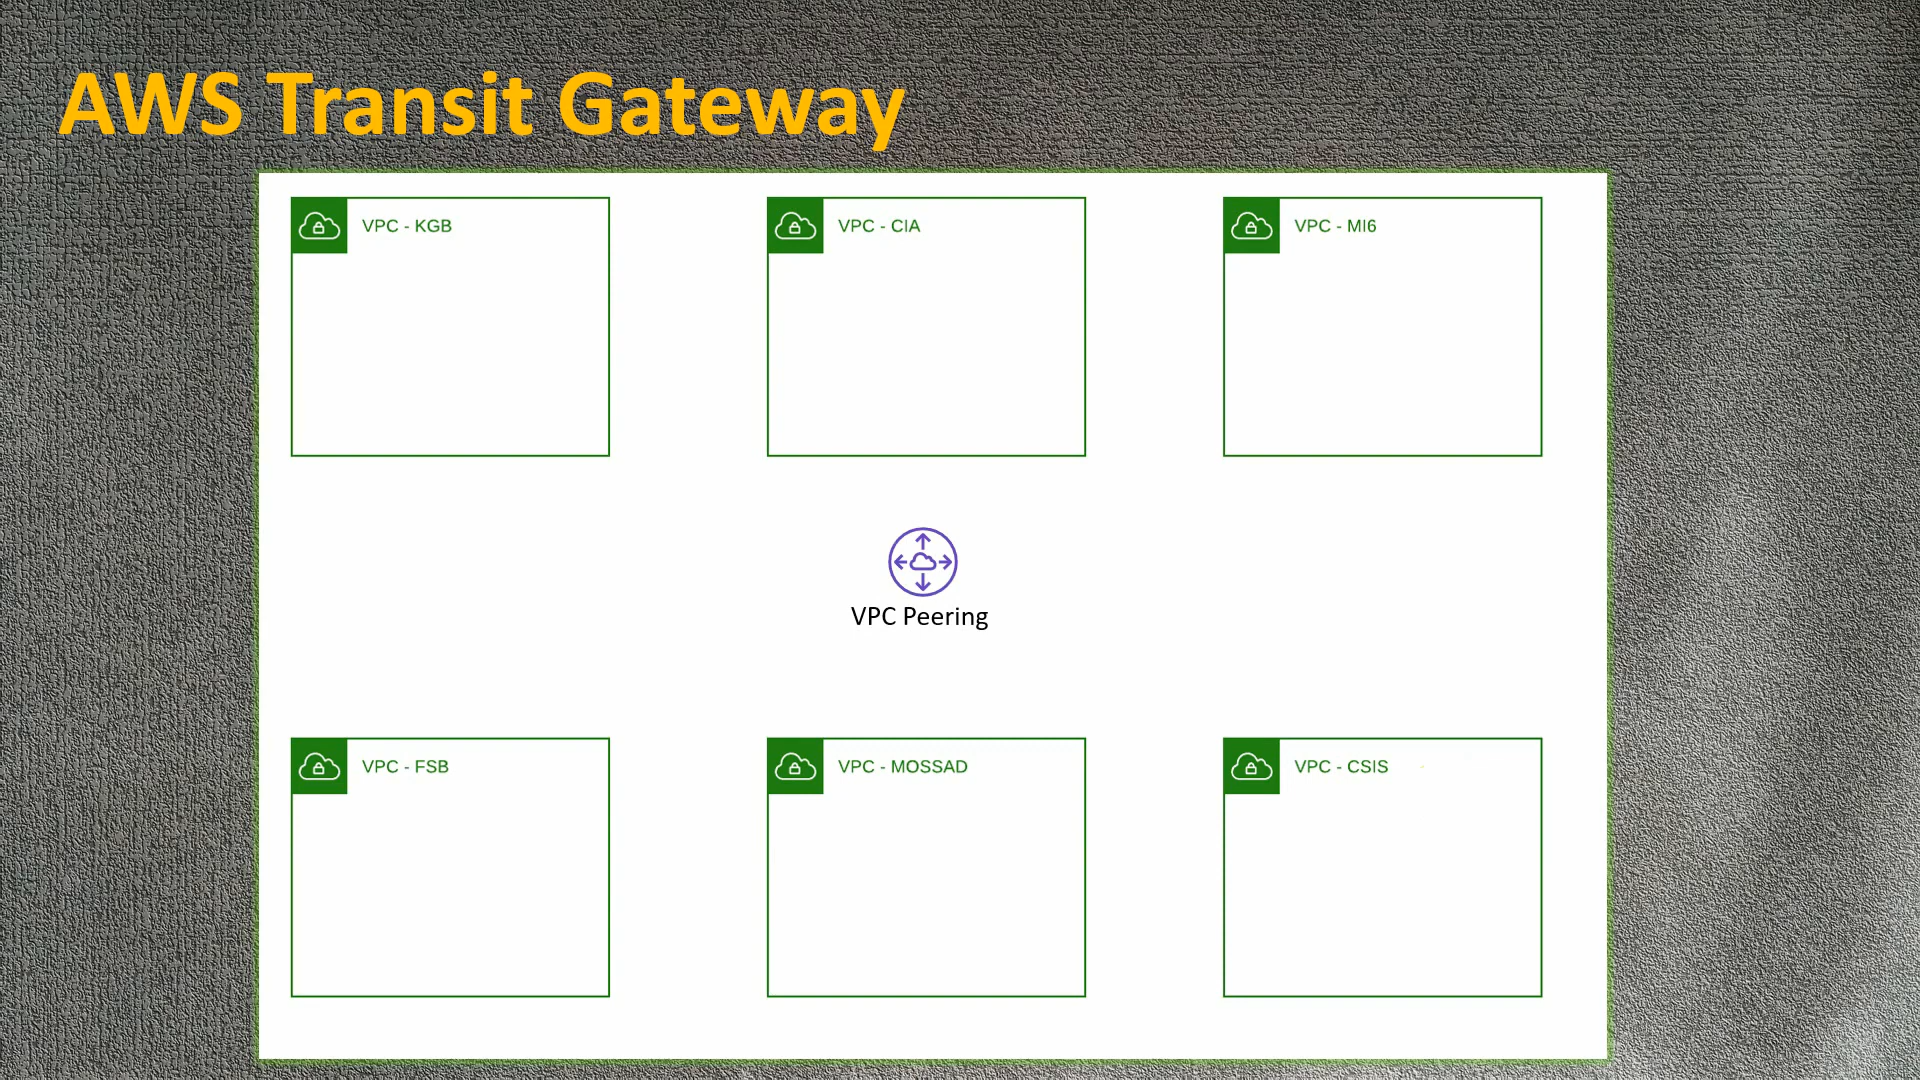 AWS Transit Gateway
VPC - KGB
VPC - CIA
VPC - MI6
VPC Peering
VPC - FSB
VPC - MOSSAD
VPC - CSIS